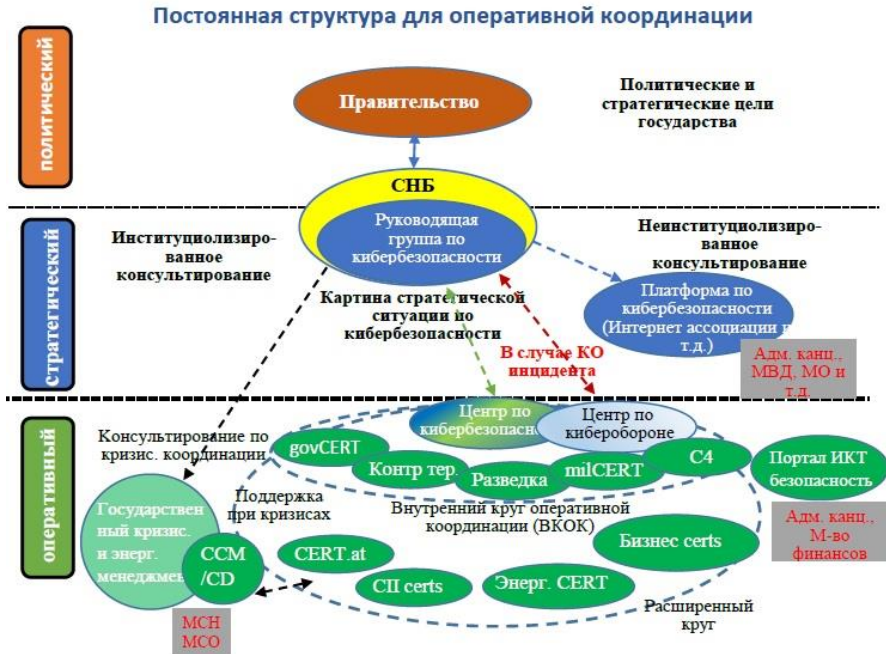 Постоянная структура для оперативной координации
политический
Правительство
Политические и
стратегические цели
государства
СНБ
стратегический
Руководящая
группа по
кибербезопасности
Институциолизиро-
ванное
консультирование
Неинституциолизиро-
ванное
консультирование
Картина стратегической
ситуации по
кибербезопасности
Платформа по
кибербезопасности
(Интернет ассоциации и
т.д.)
В случае КО
инцидента
Адм. канц.,
МВД, МО и
т.д.
оперативный
Центр по
кибербезопасно
Центр по
киберобороне
Консультирование по
кризис. координации
govCERT
Контр тер.
Разведка
milCERT
C4
Портал ИКТ
безопасность
Поддержка
при кризисах
Внутренний круг оперативной
координации (ВКОК)
Государствен
ный кризис.
и энерг.
менеджмен
CCM
/CD
CERT.at
CII certs
Энерг. CERT
Бизнес certs
Адм. канц.,
М-во
финансов
Расширенный
круг
МСН
МСО